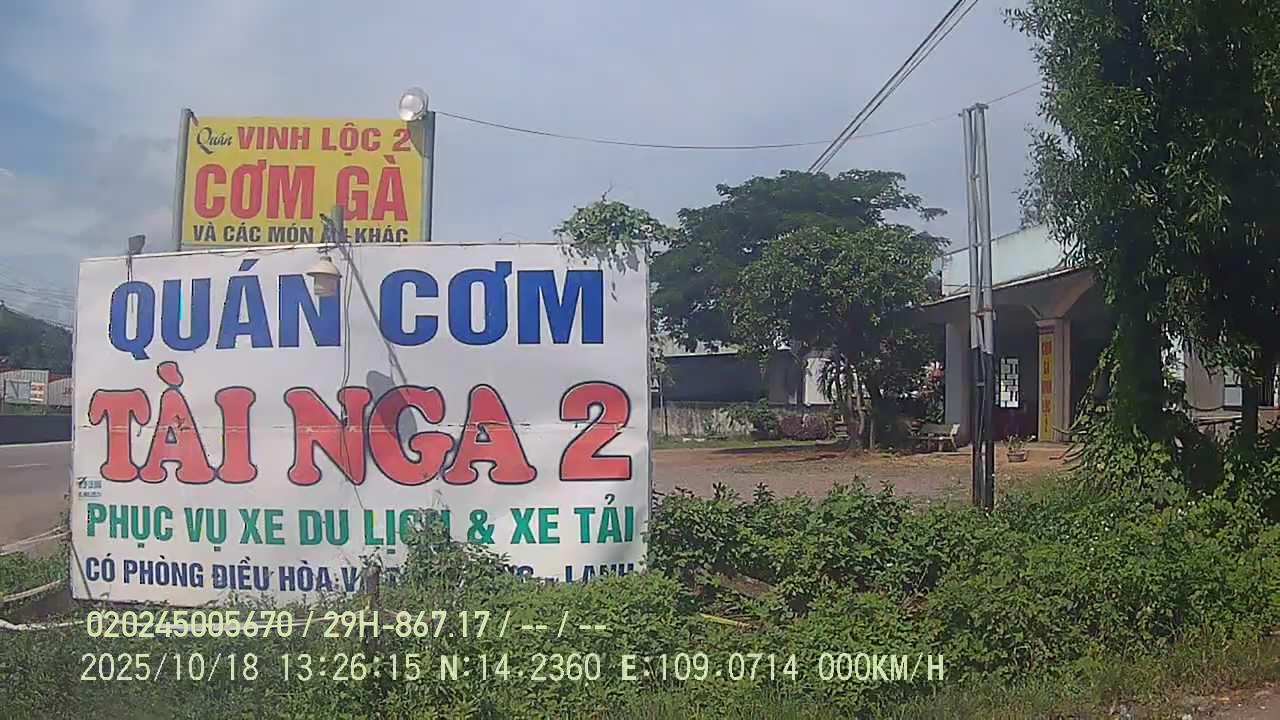 Quán VINH LỘC 2
CƠM GÀ
VÀ CÁC MÓN ĂN KHÁC
QUÁN CƠM
TÀI NGA 2
PHỤC VỤ XE DU LỊCH & XE TẢI
CÓ PHÒNG ĐIỀU HÒA
020245005670 / 29H-867.17 / -- / --
2025/10/18 13:26:15 N:14.2360 E:109.0714 000KM/H